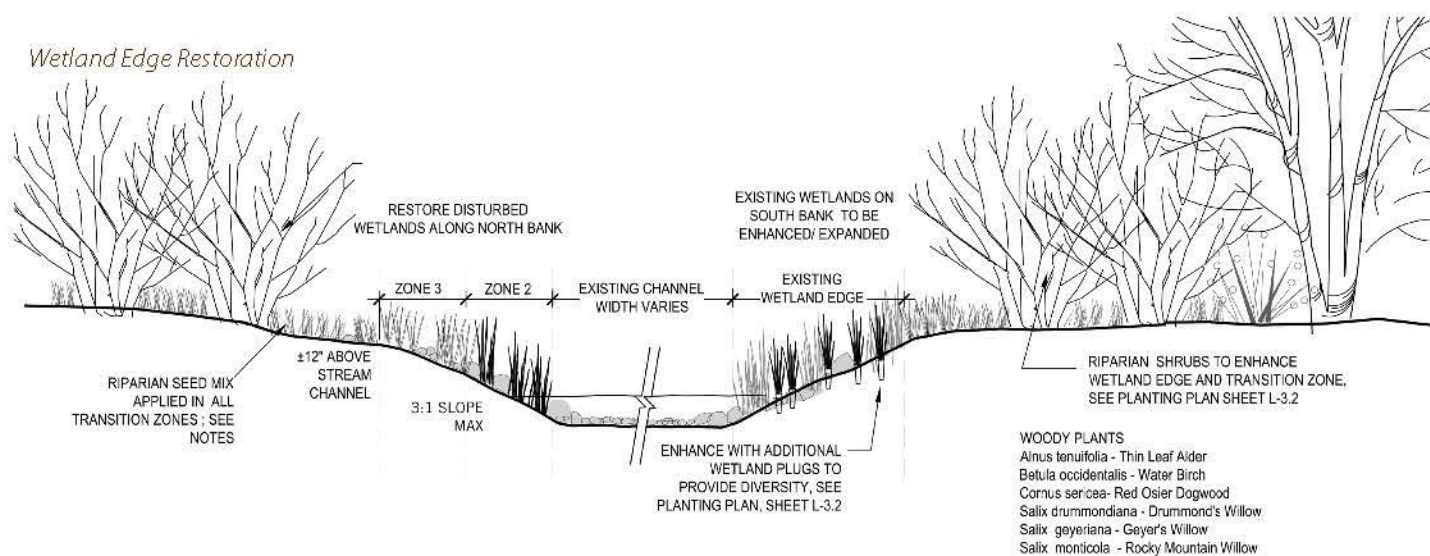 Wetland Edge Restoration
RESTORE DISTURBED
WETLANDS ALONG NORTH BANK
EXISTING WETLANDS ON
SOUTH BANK TO BE
ENHANCED/ EXPANDED
ZONE 3
ZONE 2
EXISTING CHANNEL
WIDTH VARIES
EXISTING
WETLAND EDGE
RIPARIAN SEED MIX
APPLIED IN ALL
TRANSITION ZONES ; SEE
NOTES
±12" ABOVE
STREAM
CHANNEL
3:1 SLOPE
MAX
ENHANCE WITH ADDITIONAL
WETLAND PLUGS TO
PROVIDE DIVERSITY, SEE
PLANTING PLAN, SHEET L-3.2
RIPARIAN SHRUBS TO ENHANCE
WETLAND EDGE AND TRANSITION ZONE,
SEE PLANTING PLAN SHEET L-3.2
WOODY PLANTS
Alnus tenuifolia - Thin Leaf Alder
Betula occidentalis - Water Birch
Cornus sericea- Red Osier Dogwood
Salix drummondiana - Drummond's Willow
Salix geyeriana - Geyer's Willow
Salix monticola - Rocky Mountain Willow